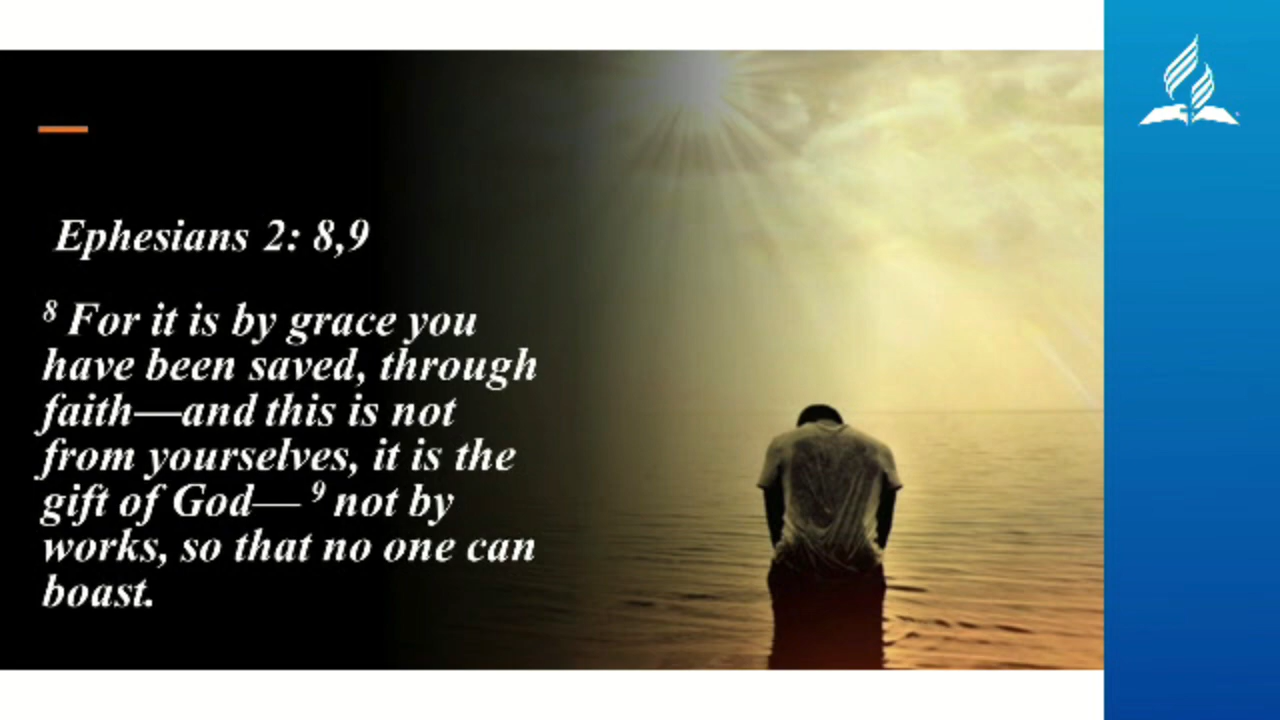 Ephesians 2: 8,9
⁸ For it is by grace you
have been saved, through
faith—and this is not
from yourselves, it is the
gift of God— ⁹ not by
works, so that no one can
boast.